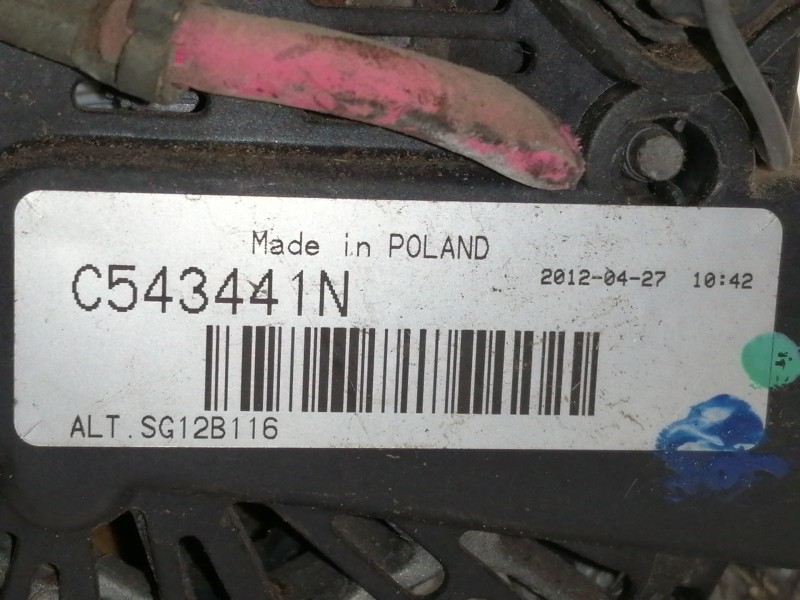 Made in POLAND
C543441N
2012-04-27 10:42
ALT.SG12B116